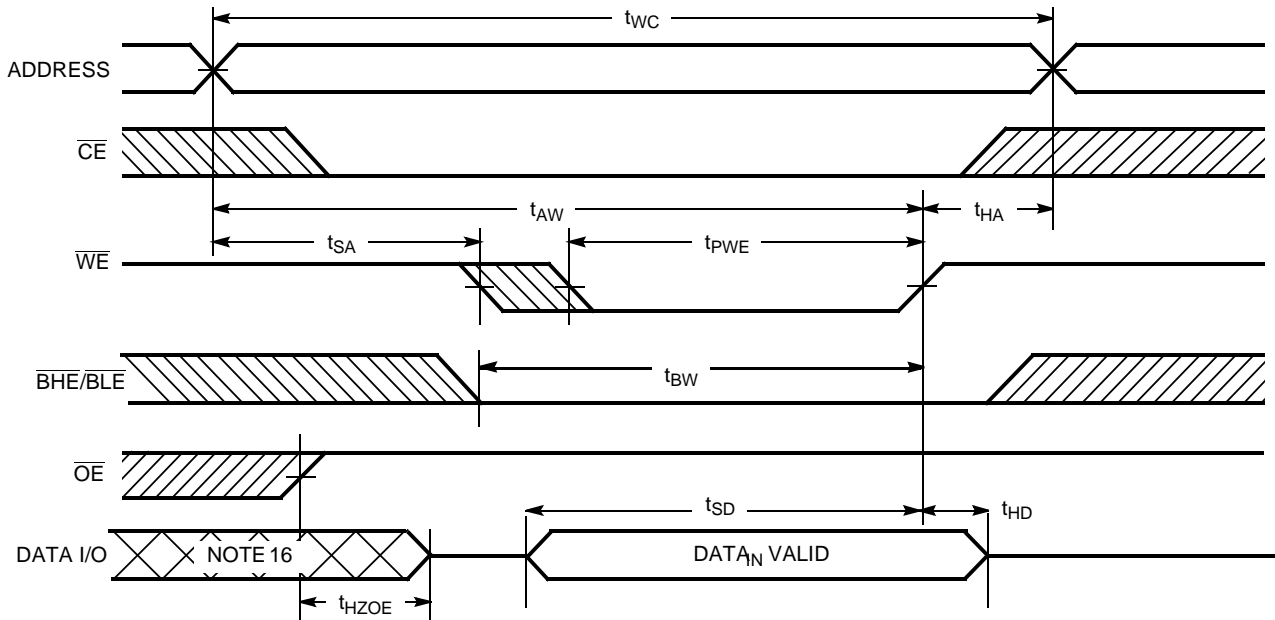 tWC
ADDRESS
CE
tAW
tHA
tSA
tPWE
WE
tBW
BHE/BLE
OE
tSD
tHD
DATA I/O
NOTE 16
DATAIN VALID
tHZOE